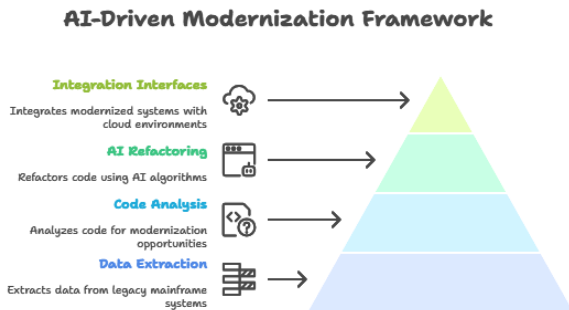 AI-Driven Modernization Framework
Integration Interfaces
Integrates modernized systems with
cloud environments
AI Refactoring
Refactors code using AI algorithms
Code Analysis
Analyzes code for modernization
opportunities
Data Extraction
Extracts data from legacy mainframe
systems